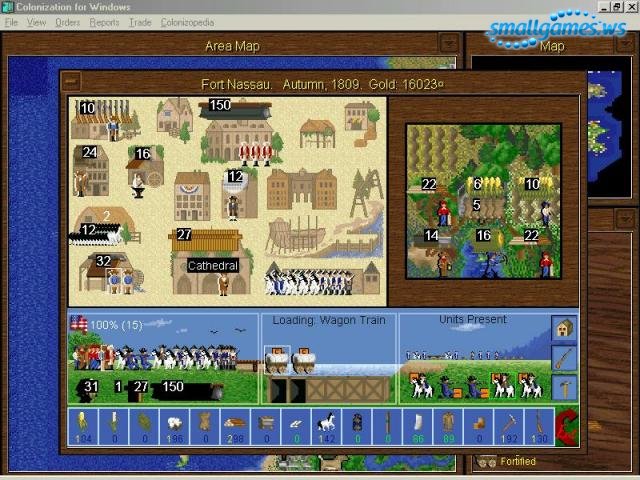 Colonization for Windows
File View Orders Reports Trade Colonizopedia
smallgames.ws
Area Map
Map
Fort Nassau. Autumn, 1809. Gold: 16023¤
10
150
24
16
12
2
12
27
32
Cathedral
22
6
10
5
14
16
22
100% (15)
Loading: Wagon Train
Units Present
31 1 27 150
104 0 0 196 0 298 0 0 142 0 0 86 89 0 192 130
Fortified